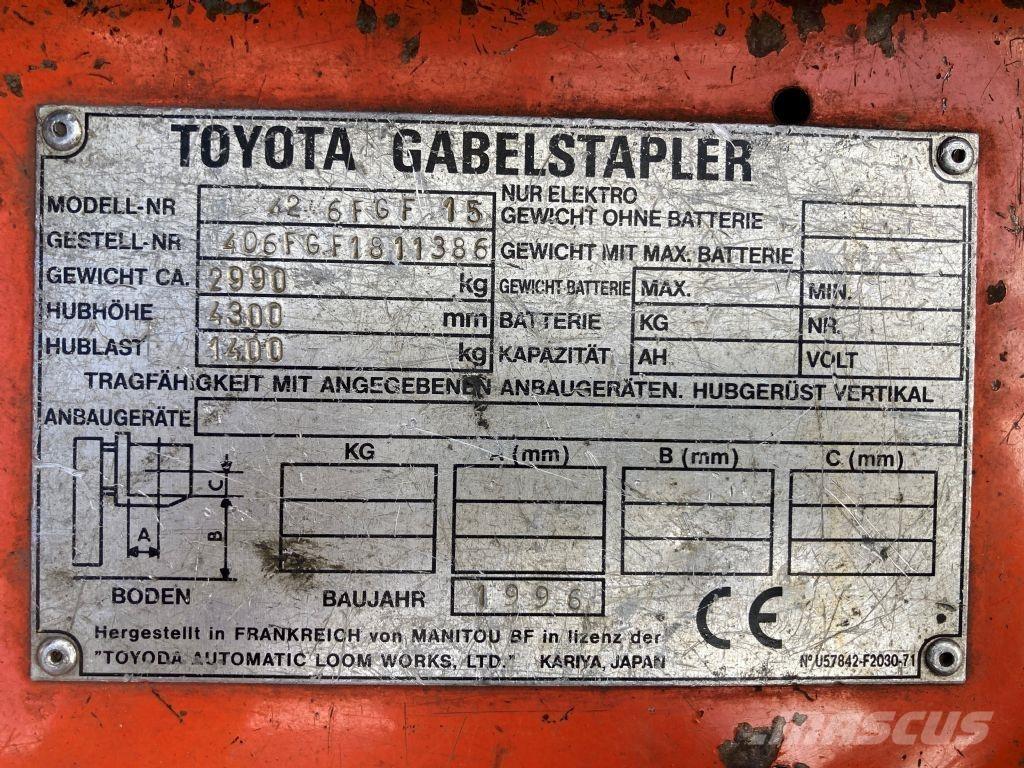 TOYOTA GABELSTAPLER
MODELL-NR 42 6FGF 15
GESTELL-NR 406FGF1811386
GEWICHT CA. 2990 kg
HUBHÖHE 4300 mm
HUBLAST 1400 kg
NUR ELEKTRO
GEWICHT OHNE BATTERIE
GEWICHT MIT MAX. BATTERIE
GEWICHT BATTERIE MAX. MIN.
BATTERIE KG NR.
KAPAZITÄT AH VOLT
TRAGFÄHIGKEIT MIT ANGEGEBENEN ANBAUGERÄTEN. HUBGERÜST VERTIKAL
ANBAUGERÄTE
KG A (mm) B (mm) C (mm)
C
A B
BODEN
BAUJAHR 1996
CE
Hergestellt in FRANKREICH von MANITOU BF in lizenz der
"TOYODA AUTOMATIC LOOM WORKS, LTD." KARIYA, JAPAN
N° U57842-F2030-71
MASCUS